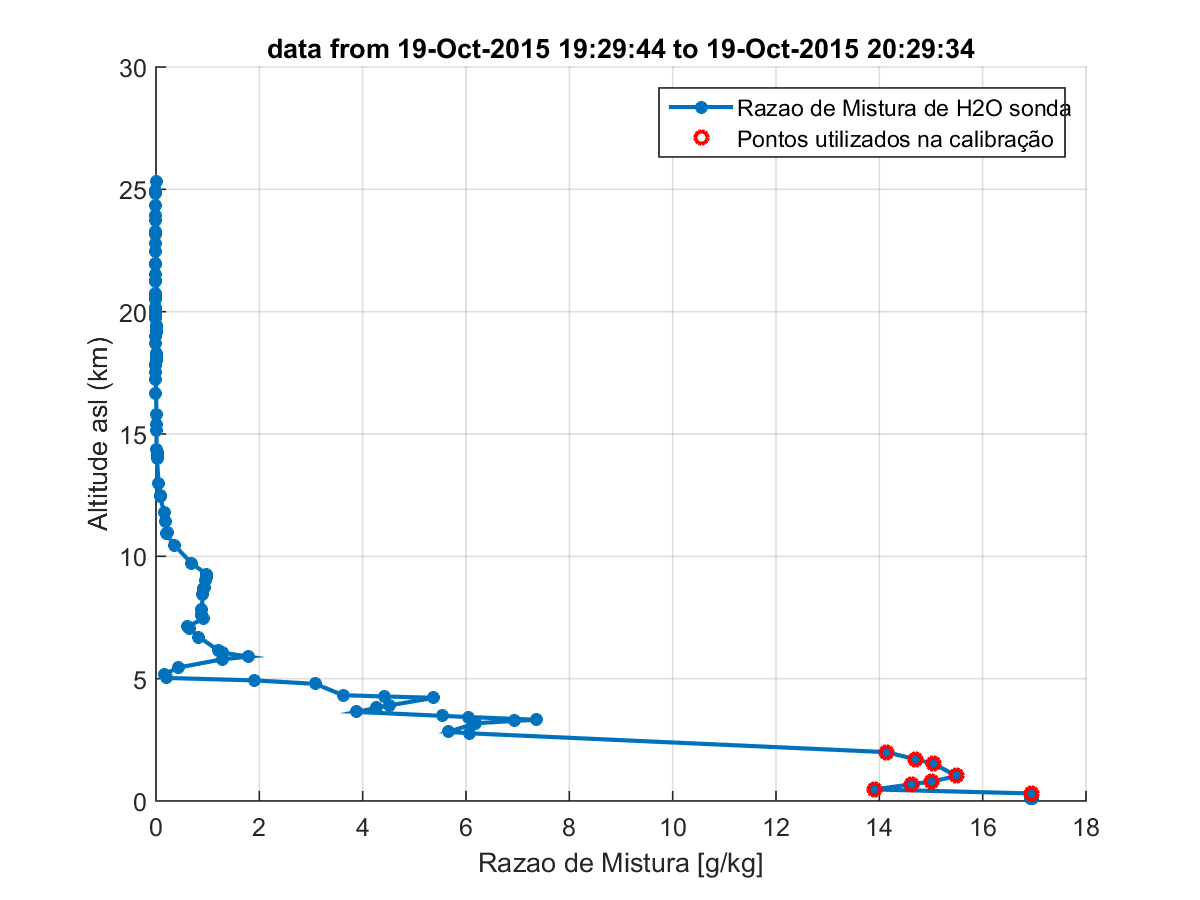 data from 19-Oct-2015 19:29:44 to 19-Oct-2015 20:29:34
30
25
20
15
10
5
0
Altitude asl (km)
Razao de Mistura de H2O sonda
Pontos utilizados na calibração
0 2 4 6 8 10 12 14 16 18
Razao de Mistura [g/kg]